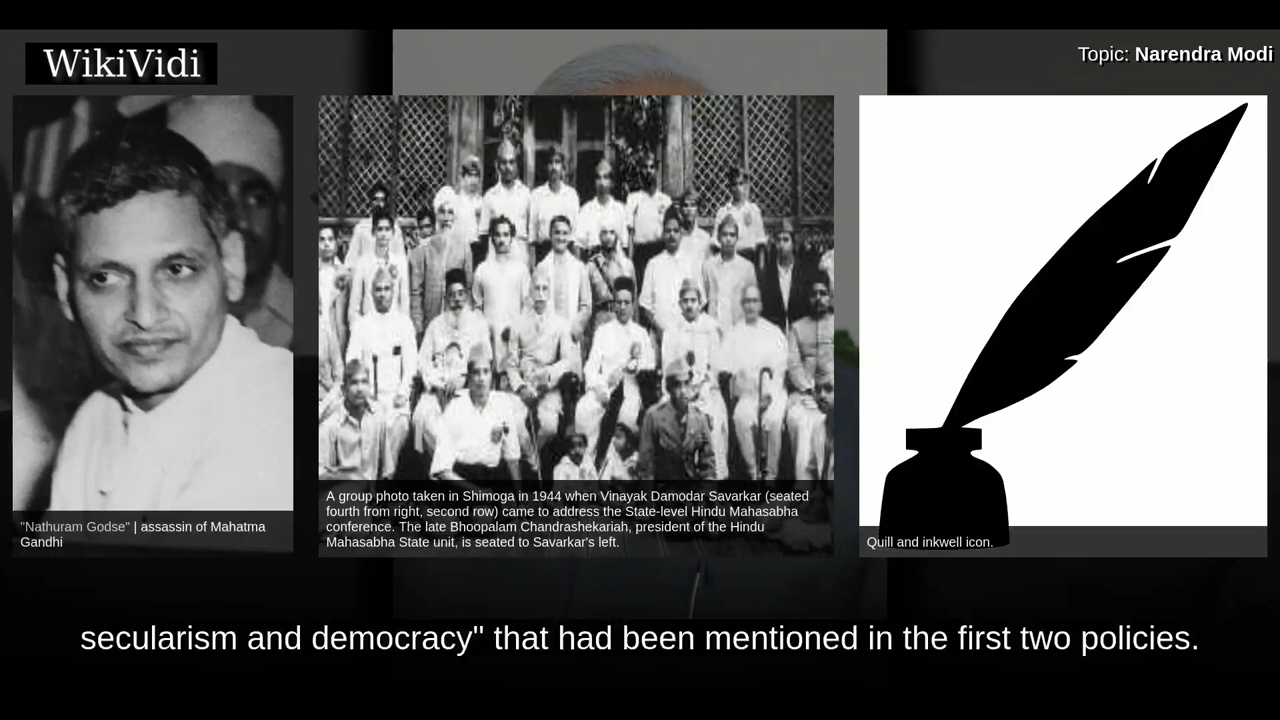 WikiVidi
Topic: Narendra Modi
"Nathuram Godse" | assassin of Mahatma
Gandhi
A group photo taken in Shimoga in 1944 when Vinayak Damodar Savarkar (seated
fourth from right, second row) came to address the State-level Hindu Mahasabha
conference. The late Bhoopalam Chandrashekariah, president of the Hindu
Mahasabha State unit, is seated to Savarkar's left.
Quill and inkwell icon.
secularism and democracy" that had been mentioned in the first two policies.